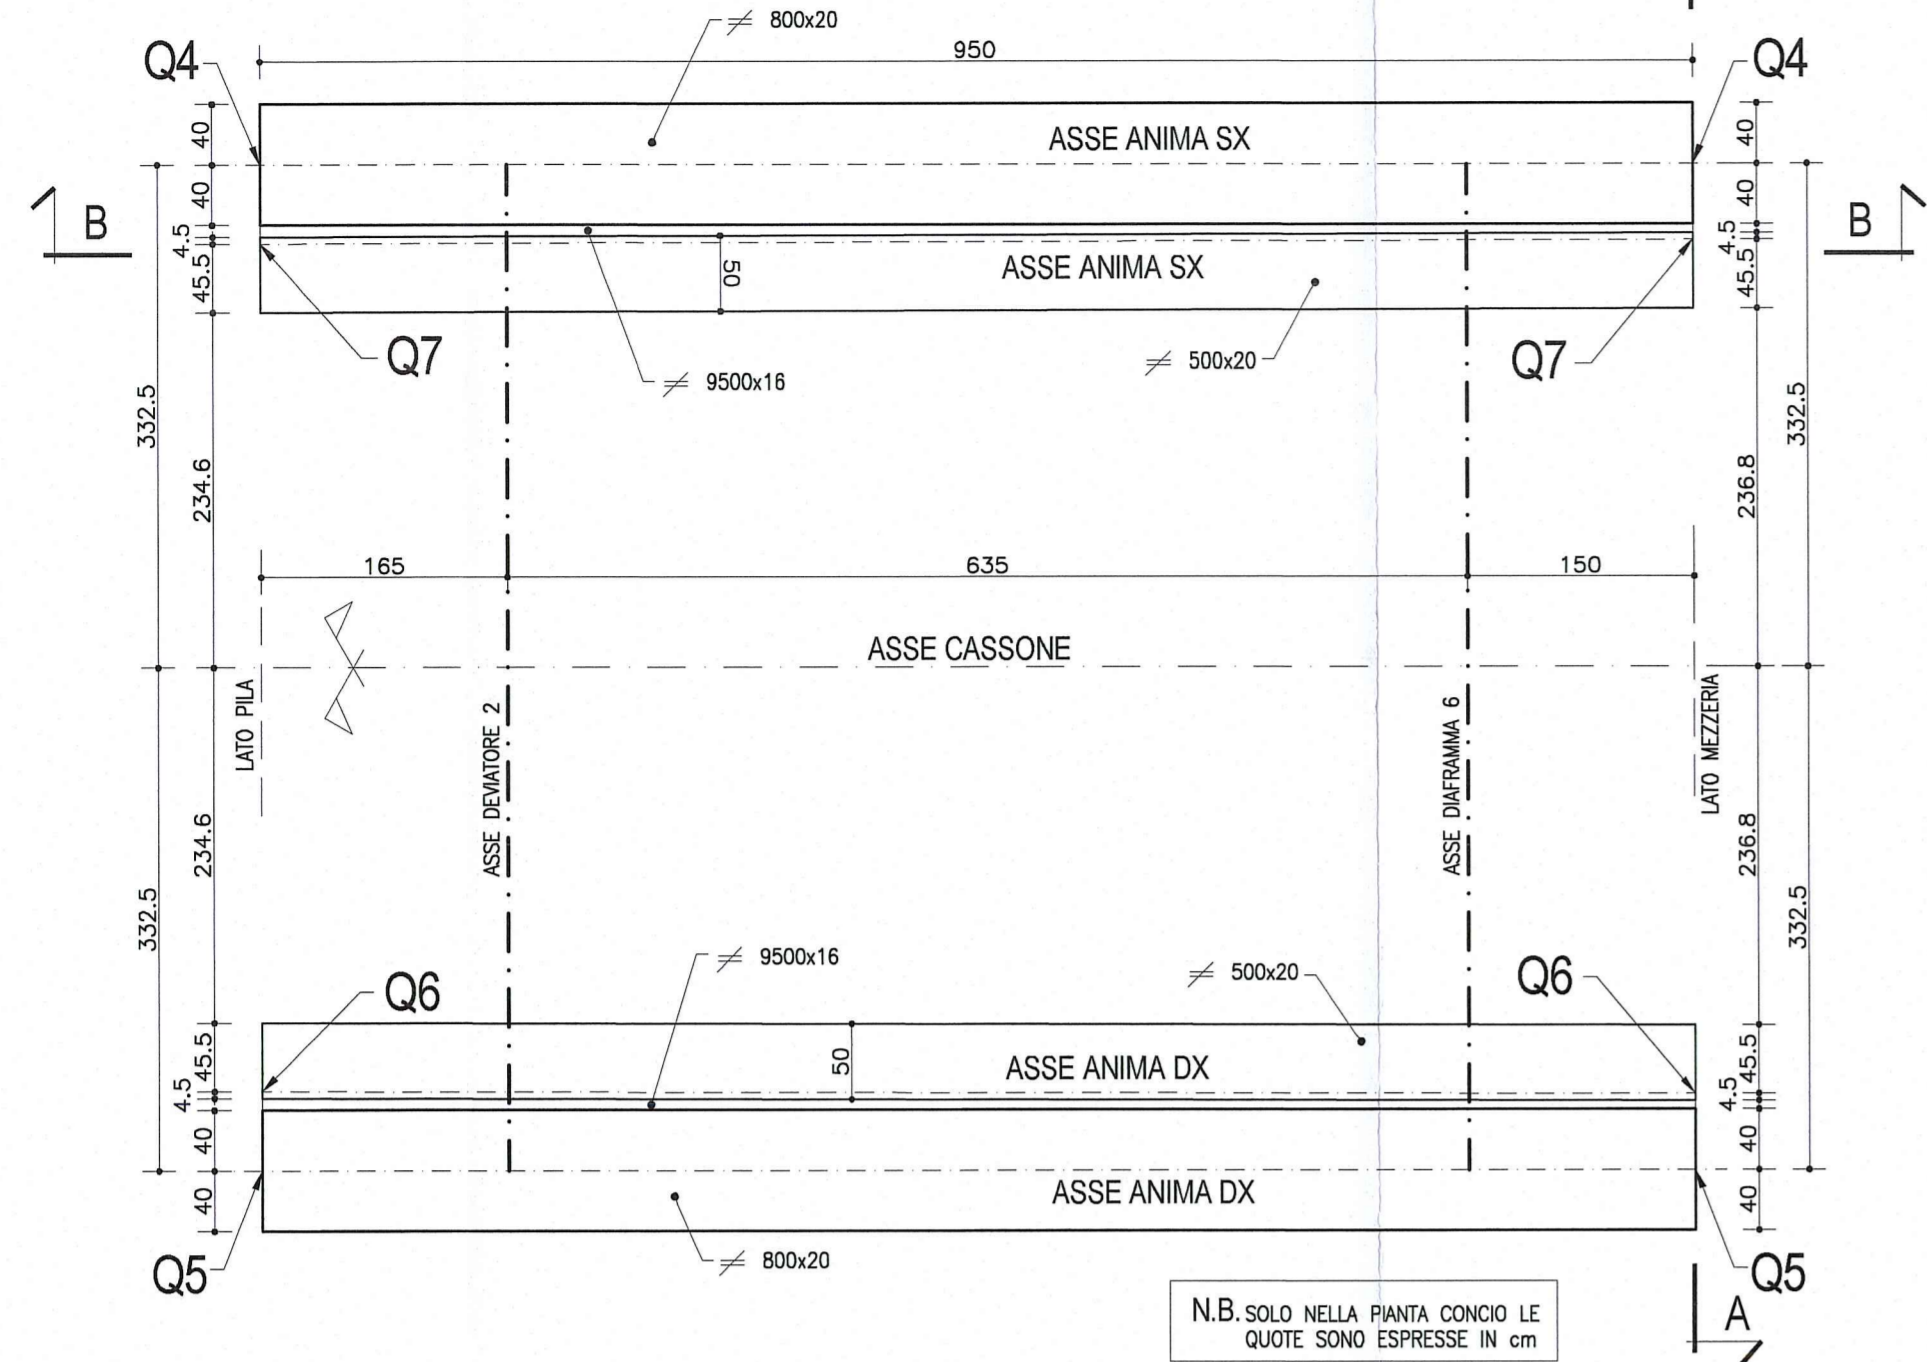 800x20
950
Q4
Q4
40
40
ASSE ANIMA SX
40
40
B
B
4.5
4.5
ASSE ANIMA SX
50
45.5
45.5
Q7
500x20
Q7
9500x16
332.5
332.5
234.6
236.8
165
635
150
ASSE CASSONE
LATO PILA
ASSE DEVIATORE 2
ASSE DIAFRAMMA 6
LATO MEZZERIA
234.6
236.8
332.5
332.5
9500x16
500x20
Q6
Q6
45.5
50
ASSE ANIMA DX
45.5
4.5
4.5
40
40
ASSE ANIMA DX
40
40
Q5
800x20
Q5
N.B. SOLO NELLA PIANTA CONCIO LE
QUOTE SONO ESPRESSE IN cm
A